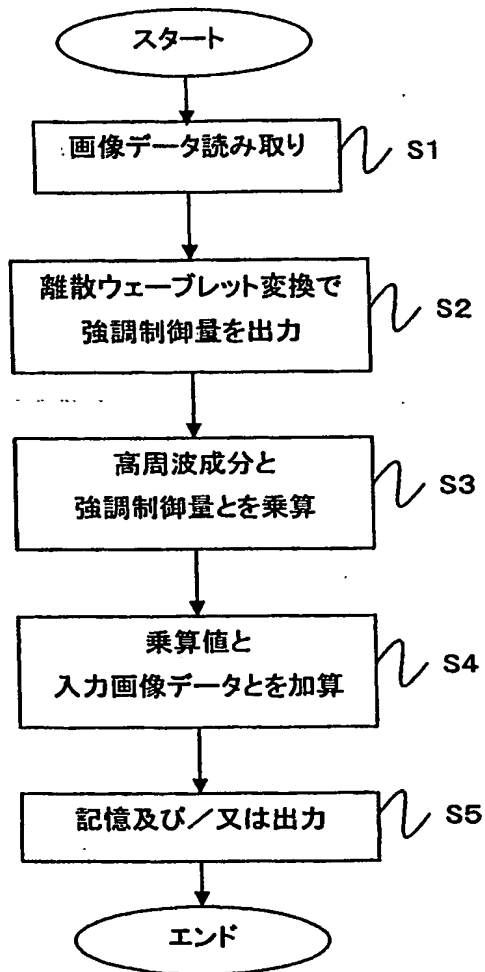 スタート
画像データ読み取り
S1
離散ウェーブレット変換で
強調制御量を出力
S2
高周波成分と
強調制御量とを乗算
S3
乗算値と
入力画像データとを加算
S4
記憶及び／又は出力
S5
エンド